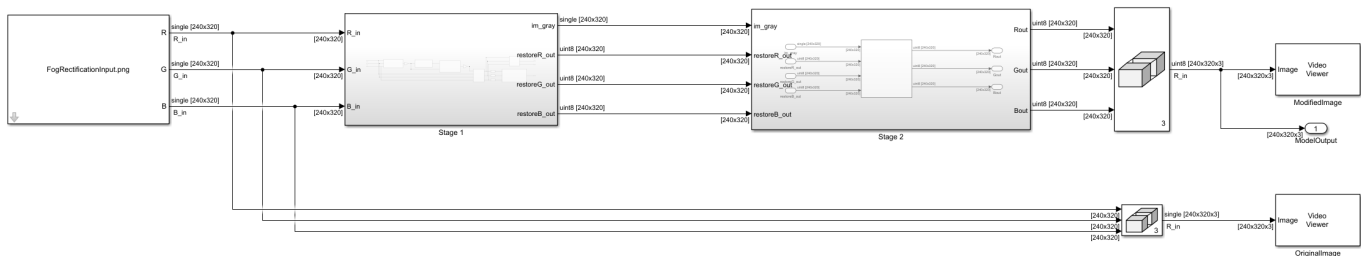 FogRectificationInput.png
R
G
B
single [240x320]
R_in
single [240x320]
G_in
single [240x320]
B_in
[240x320]
[240x320]
[240x320]
R_in
G_in
B_in
im_gray
restoreR_out
restoreG_out
restoreB_out
Stage 1
single [240x320]
uint8 [240x320]
uint8 [240x320]
uint8 [240x320]
[240x320]
[240x320]
[240x320]
[240x320]
im_gray
restoreR_out
restoreG_out
restoreB_out
Rout
Gout
Bout
Stage 2
uint8 [240x320]
uint8 [240x320]
uint8 [240x320]
[240x320]
[240x320]
[240x320]
3
uint8 [240x320x3]
R_in
[240x320x3]
Image
Video
Viewer
ModifiedImage
[240x320x3]
1
ModelOutput
[240x320]
[240x320]
[240x320]
3
single [240x320x3]
R_in
[240x320x3]
Image
Video
Viewer
OriginalImage